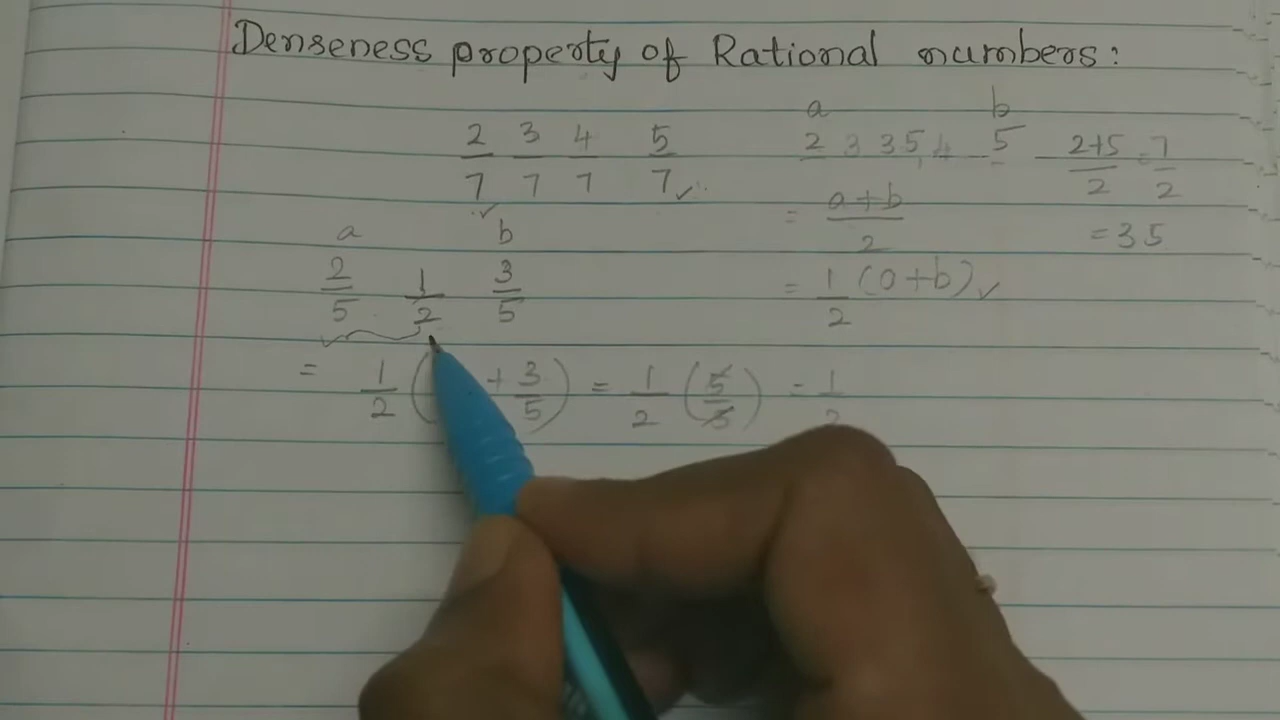 Denseness property of Rational numbers:
a b
2/7 3/7 4/7 5/7 ✓
2 3 3.5, 4 5
(2+5)/2 = 7/2
= 3.5
= (a+b)/2
= 1/2 (a+b) ✓
a b
2/5 1/2 3/5
= 1/2 ( + 3/5) = 1/2 (5/5) = 1/2